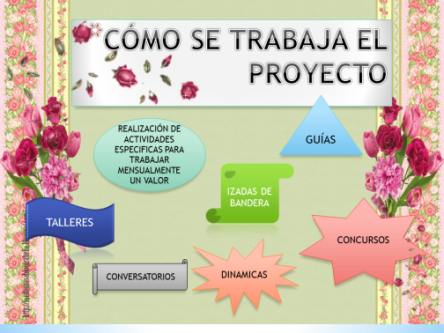 CÓMO SE TRABAJA EL
PROYECTO
REALIZACIÓN DE
ACTIVIDADES
ESPECIFICAS PARA
TRABAJAR
MENSUALMENTE
UN VALOR
GUÍAS
IZADAS DE
BANDERA
TALLERES
CONCURSOS
CONVERSATORIOS
DINAMICAS